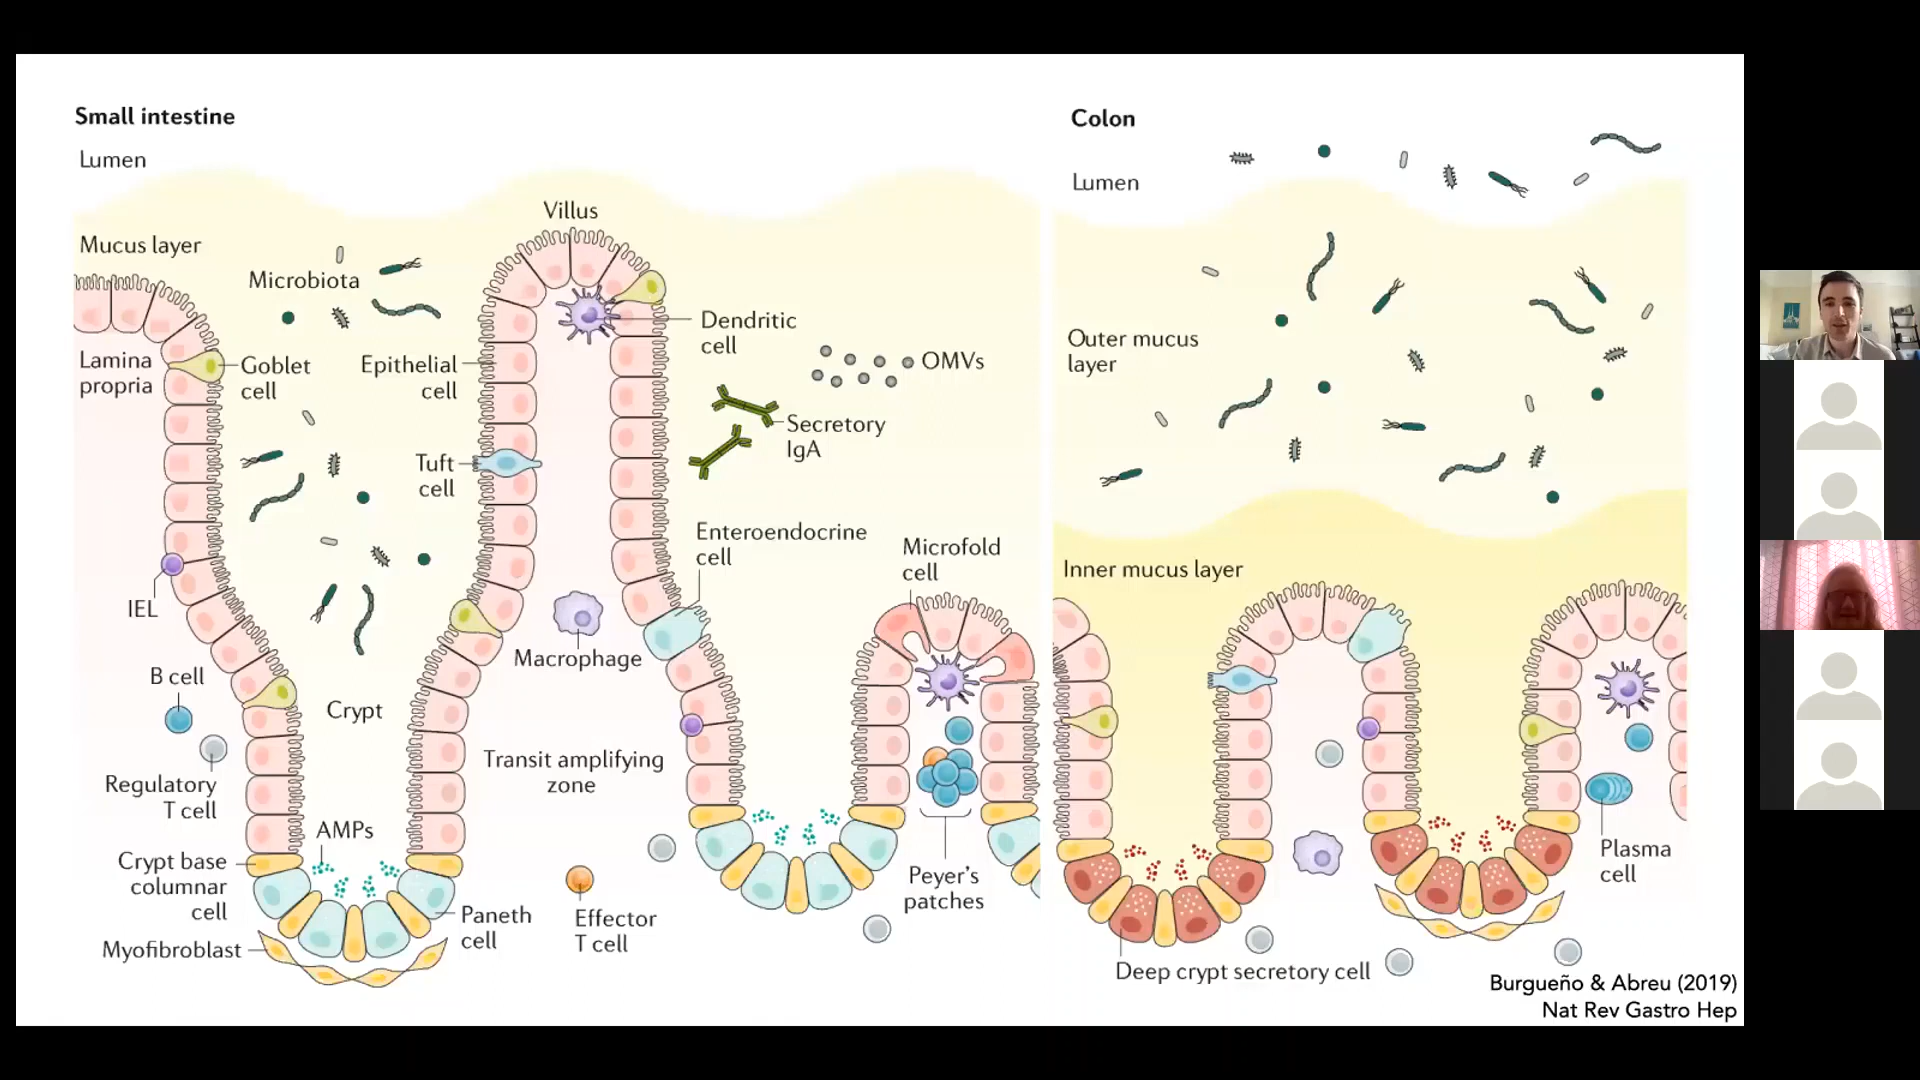 Small intestine
Lumen
Mucus layer
Microbiota
Villus
Lamina
propria
Goblet
cell
Epithelial
cell
Dendritic
cell
OMVs
Secretory
IgA
Tuft
cell
IEL
Enteroendocrine
cell
Microfold
cell
Macrophage
B cell
Crypt
Regulatory
T cell
Transit amplifying
zone
AMPs
Crypt base
columnar
cell
Myofibroblast
Paneth
cell
Effector
T cell
Peyer's
patches
Colon
Lumen
Outer mucus
layer
Inner mucus layer
Plasma
cell
Deep crypt secretory cell
Burgueño & Abreu (2019)
Nat Rev Gastro Hep